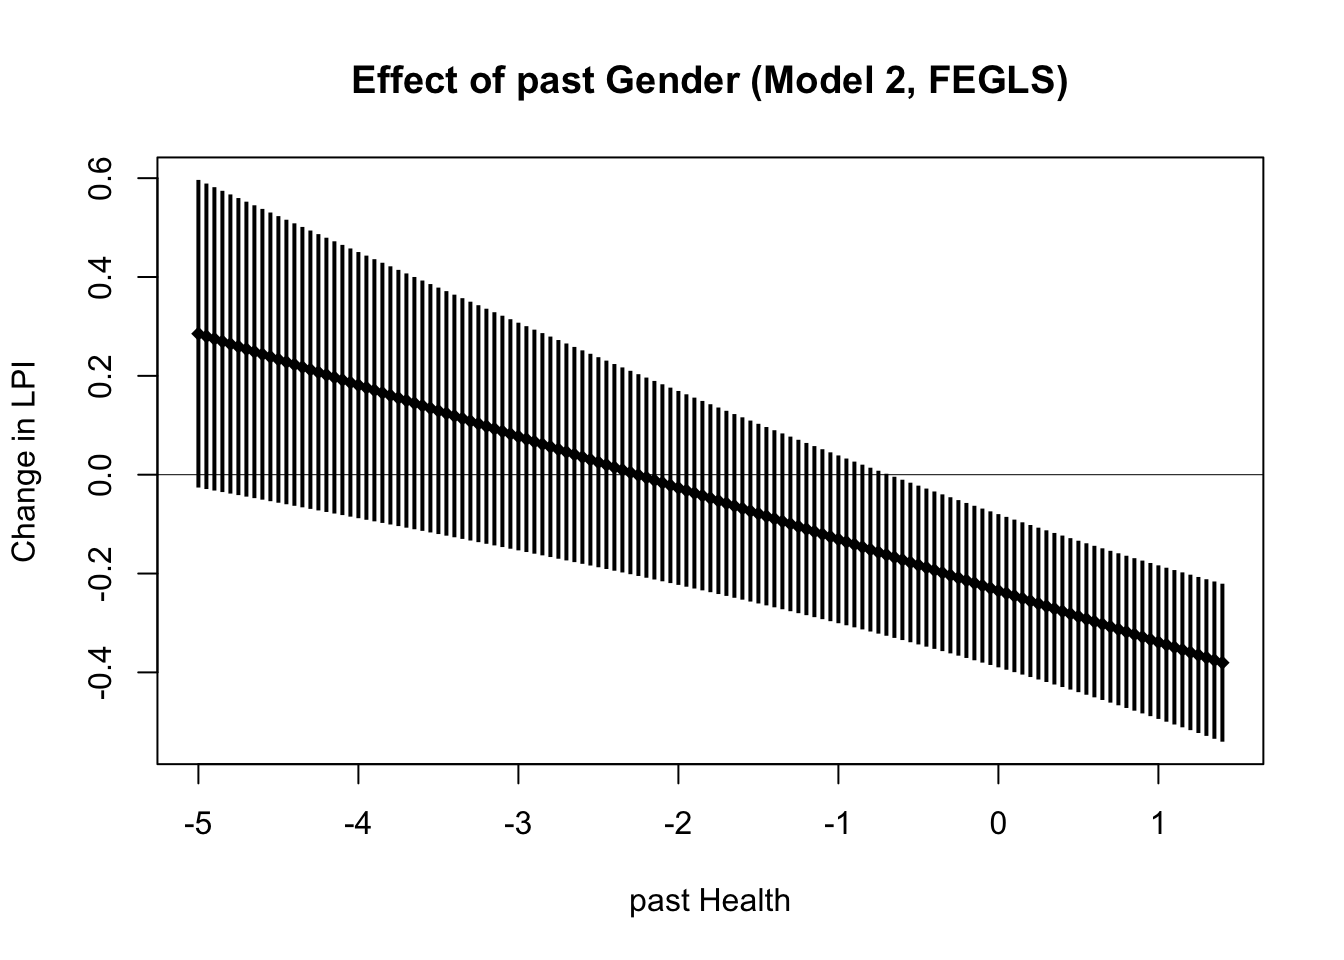 Effect of past Gender (Model 2, FEGLS)
0.6
0.4
0.2
0.0
-0.2
-0.4
Change in LPI
-5 -4 -3 -2 -1 0 1
past Health